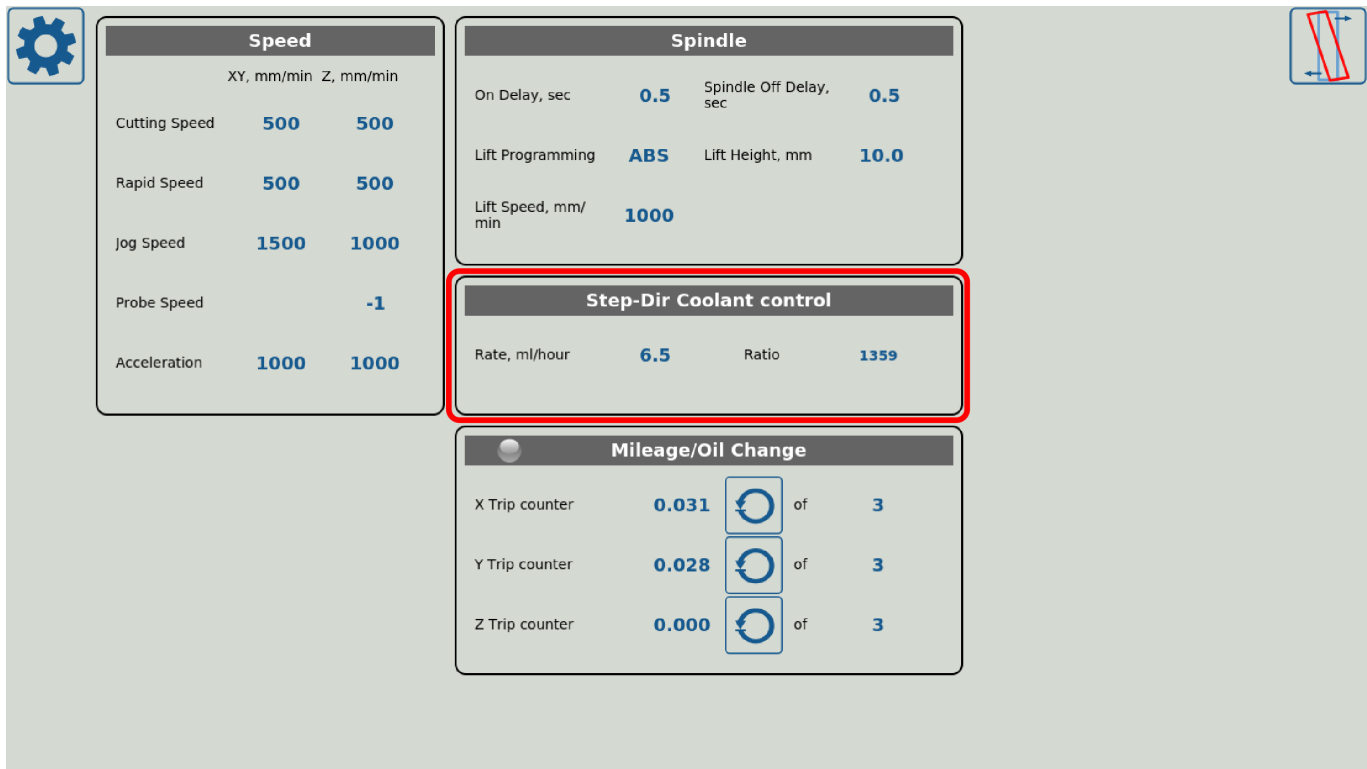 Speed
XY, mm/min Z, mm/min
Cutting Speed 500 500
Rapid Speed 500 500
Jog Speed 1500 1000
Probe Speed -1
Acceleration 1000 1000
Spindle
On Delay, sec 0.5 Spindle Off Delay,
sec 0.5
Lift Programming ABS Lift Height, mm 10.0
Lift Speed, mm/
min 1000
Step-Dir Coolant control
Rate, ml/hour 6.5 Ratio 1359
Mileage/Oil Change
X Trip counter 0.031 of 3
Y Trip counter 0.028 of 3
Z Trip counter 0.000 of 3